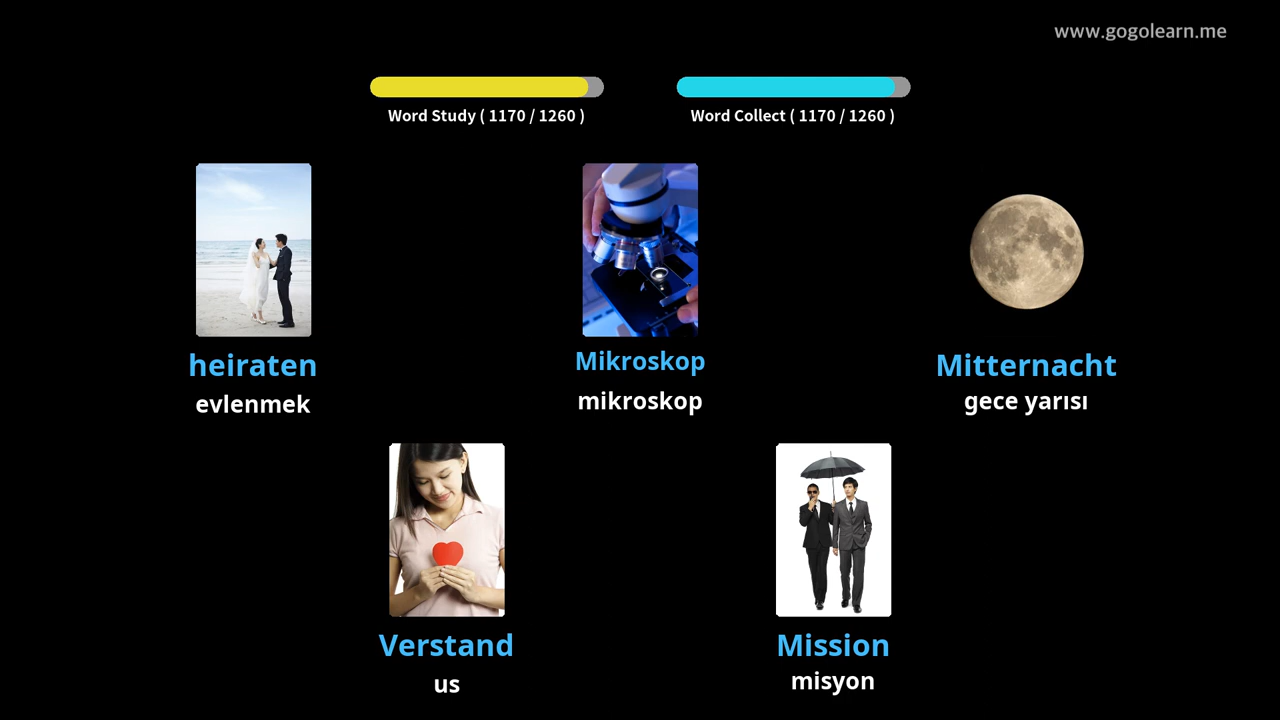 www.gogolearn.me
Word Study ( 1170 / 1260 )
Word Collect ( 1170 / 1260 )
heiraten
evlenmek
Mikroskop
mikroskop
Mitternacht
gece yarısı
Verstand
us
Mission
misyon